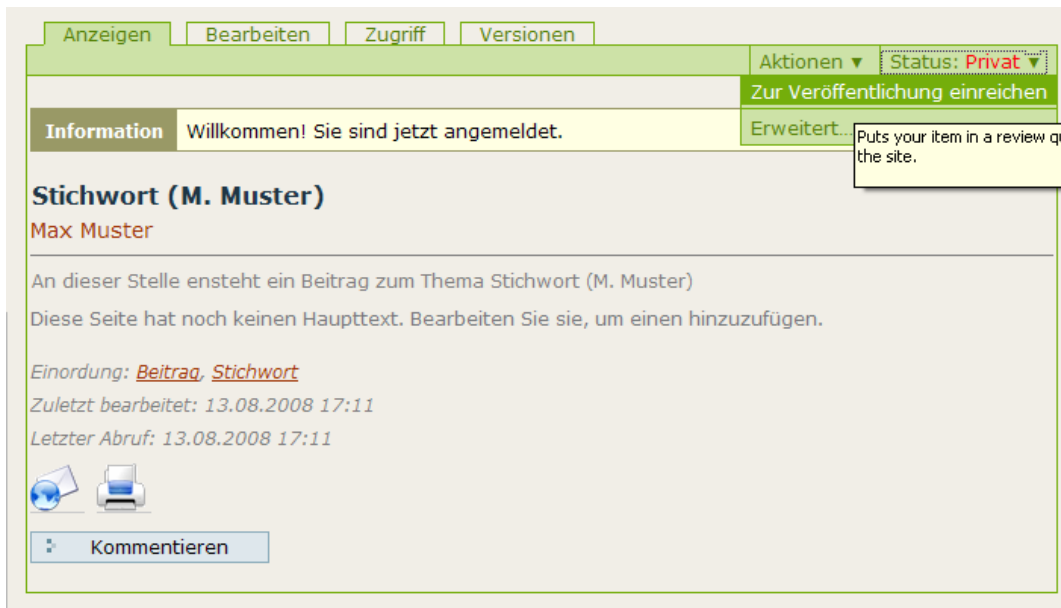 Anzeigen Bearbeiten Zugriff Versionen
Aktionen ▼ Status: Privat ▼
Zur Veröffentlichung einreichen
Information Willkommen! Sie sind jetzt angemeldet.
Erweitert...
Puts your item in a review
the site.
Stichwort (M. Muster)
Max Muster
An dieser Stelle ensteht ein Beitrag zum Thema Stichwort (M. Muster)
Diese Seite hat noch keinen Haupttext. Bearbeiten Sie sie, um einen hinzuzufügen.
Einordung: Beitrag, Stichwort
Zuletzt bearbeitet: 13.08.2008 17:11
Letzter Abruf: 13.08.2008 17:11
Kommentieren